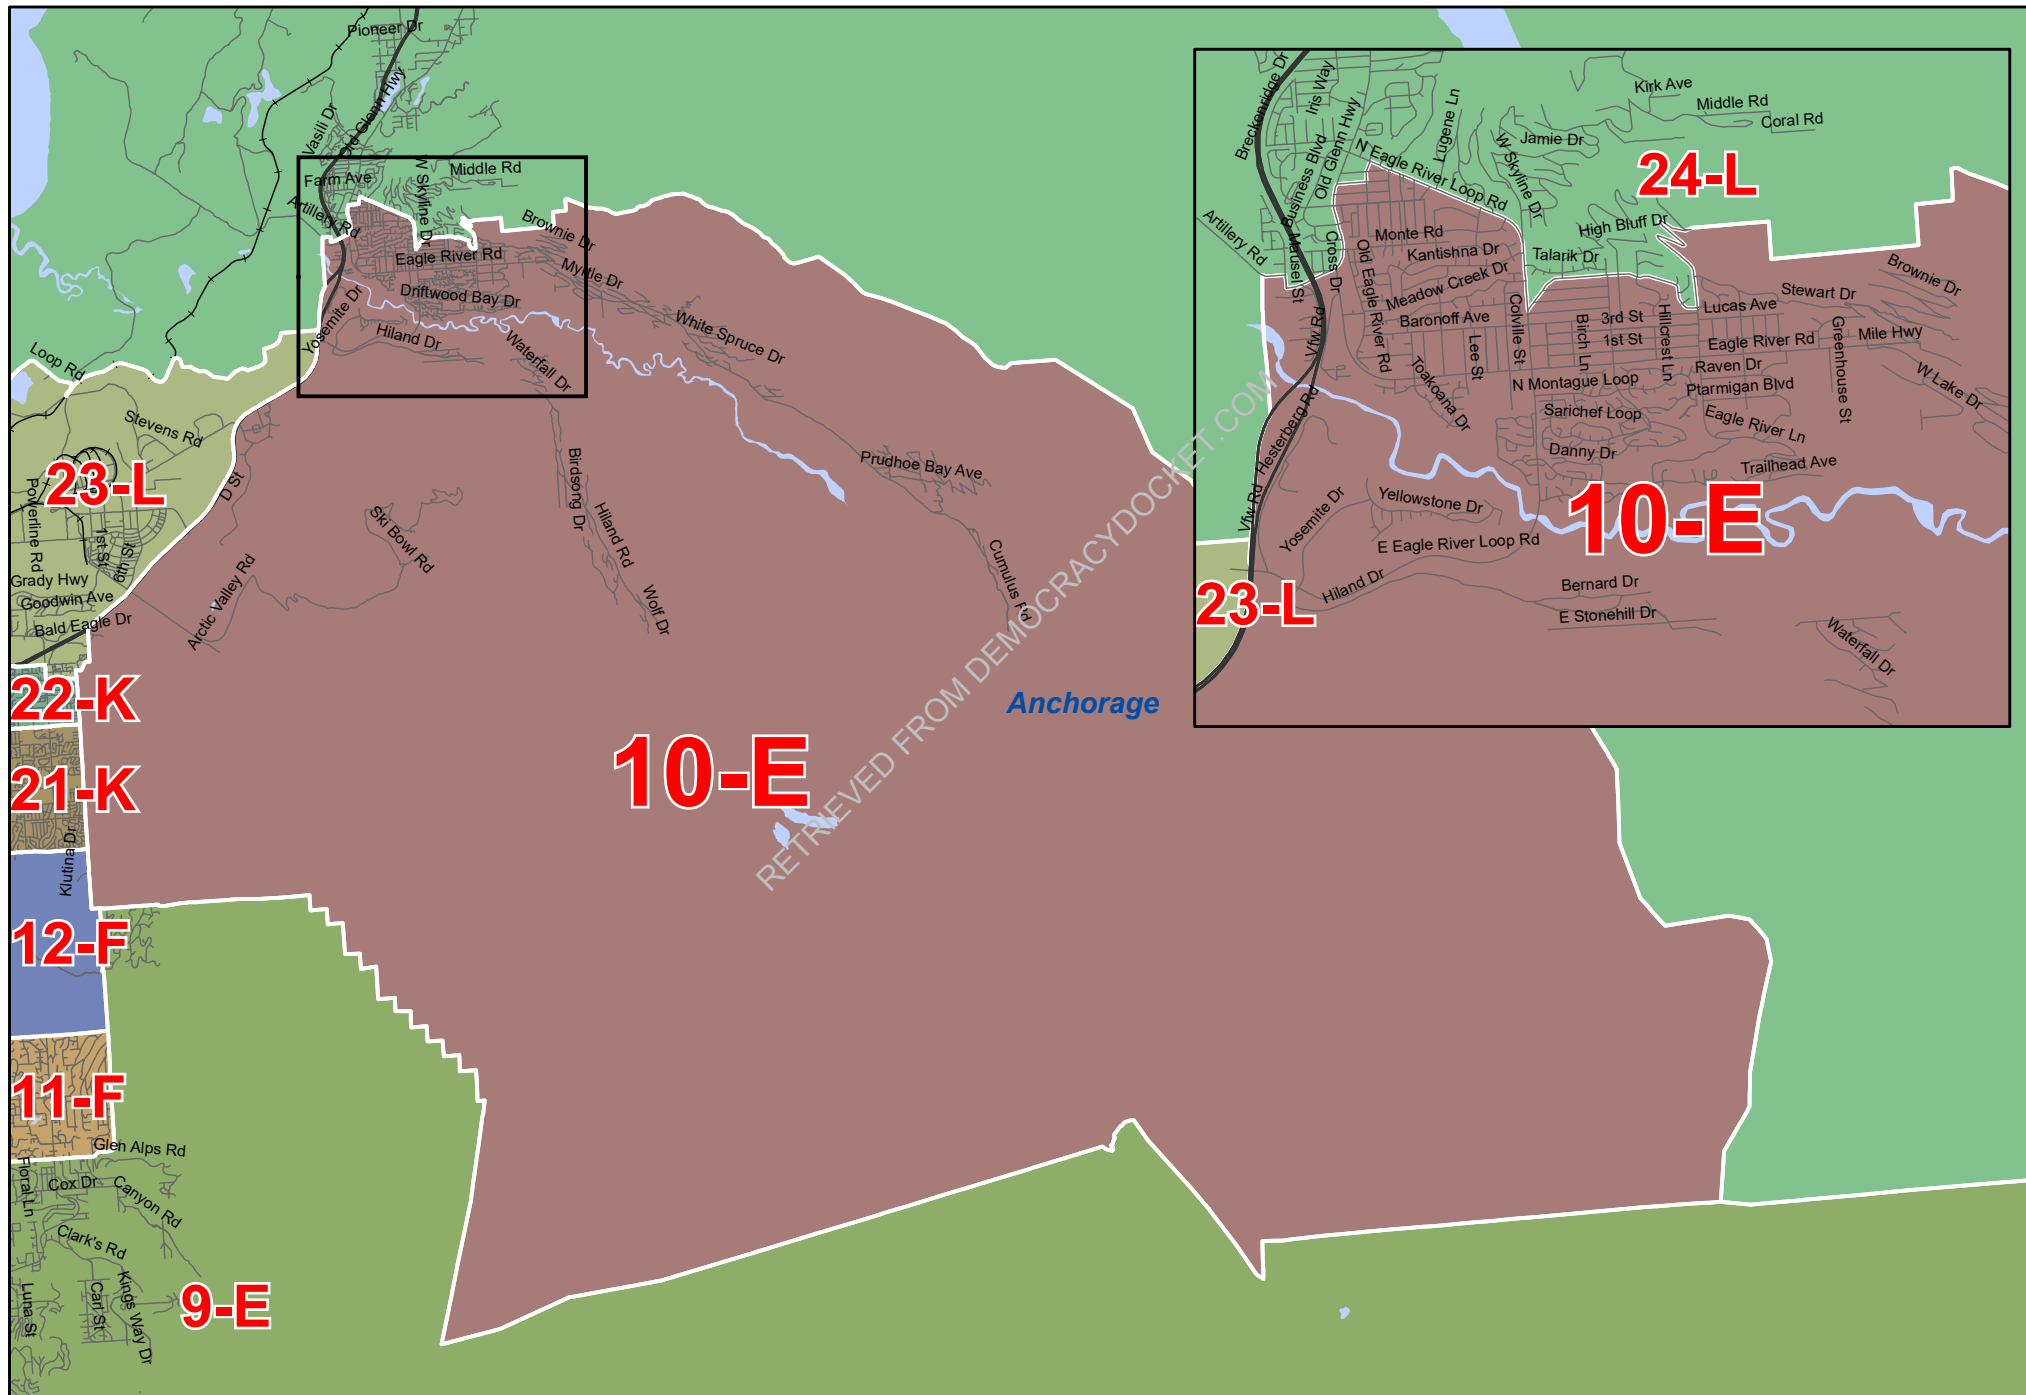 Pioneer Dr
Old Glenn Hwy
Vasili Dr
Farm Ave
W Skyline Dr
Middle Rd
Artillery Rd
Brownie Dr
Eagle River Rd
Myrtle Dr
Driftwood Bay Dr
Yosemite Dr
Hiland Dr
Waterfall Dr
White Spruce Dr
Loop Rd
Stevens Rd
23-L
Powerline Rd
D St
1st St
6th St
Ski Bowl Rd
Birdsong Dr
Hiland Rd
Wolf Dr
Prudhoe Bay Ave
Cumulus Rd
Grady Hwy
Goodwin Ave
Bald Eagle Dr
Arctic Valley Rd
22-K
21-K
Klutina Dr
12-F
11-F
Anchorage
10-E
RETRIEVED FROM DEMOCRACYDOCKET.COM
Glen Alps Rd
Floral Ln
Cox Dr
Canyon Rd
Clark's Rd
Luna St
Carl St
Kings Way Dr
9-E
Breckenridge Dr
Iris Way
Business Blvd
Old Glenn Hwy
Lugene Ln
N Eagle River Loop Rd
Kirk Ave
Middle Rd
Coral Rd
Jamie Dr
W Skyline Dr
24-L
High Bluff Dr
Artillery Rd
P Mausel St
Cross Dr
Monte Rd
Kantishna Dr
Talarik Dr
Old Eagle River Rd
Meadow Creek Dr
Brownie Dr
Stewart Dr
Lucas Ave
Baronoff Ave
Colville St
Birch Ln
3rd St
1st St
Hillcrest Ln
Vfw Rd
Lee St
Eagle River Rd
Greenhouse St
Mile Hwy
Toakoana Dr
N Montague Loop
Raven Dr
Ptarmigan Blvd
W Lake Dr
Sarichef Loop
Eagle River Ln
Hesterberg Rd
Danny Dr
Trailhead Ave
Vfw Rd
Yosemite Dr
Yellowstone Dr
10-E
E Eagle River Loop Rd
Hiland Dr
Bernard Dr
23-L
E Stonehill Dr
Waterfall Dr